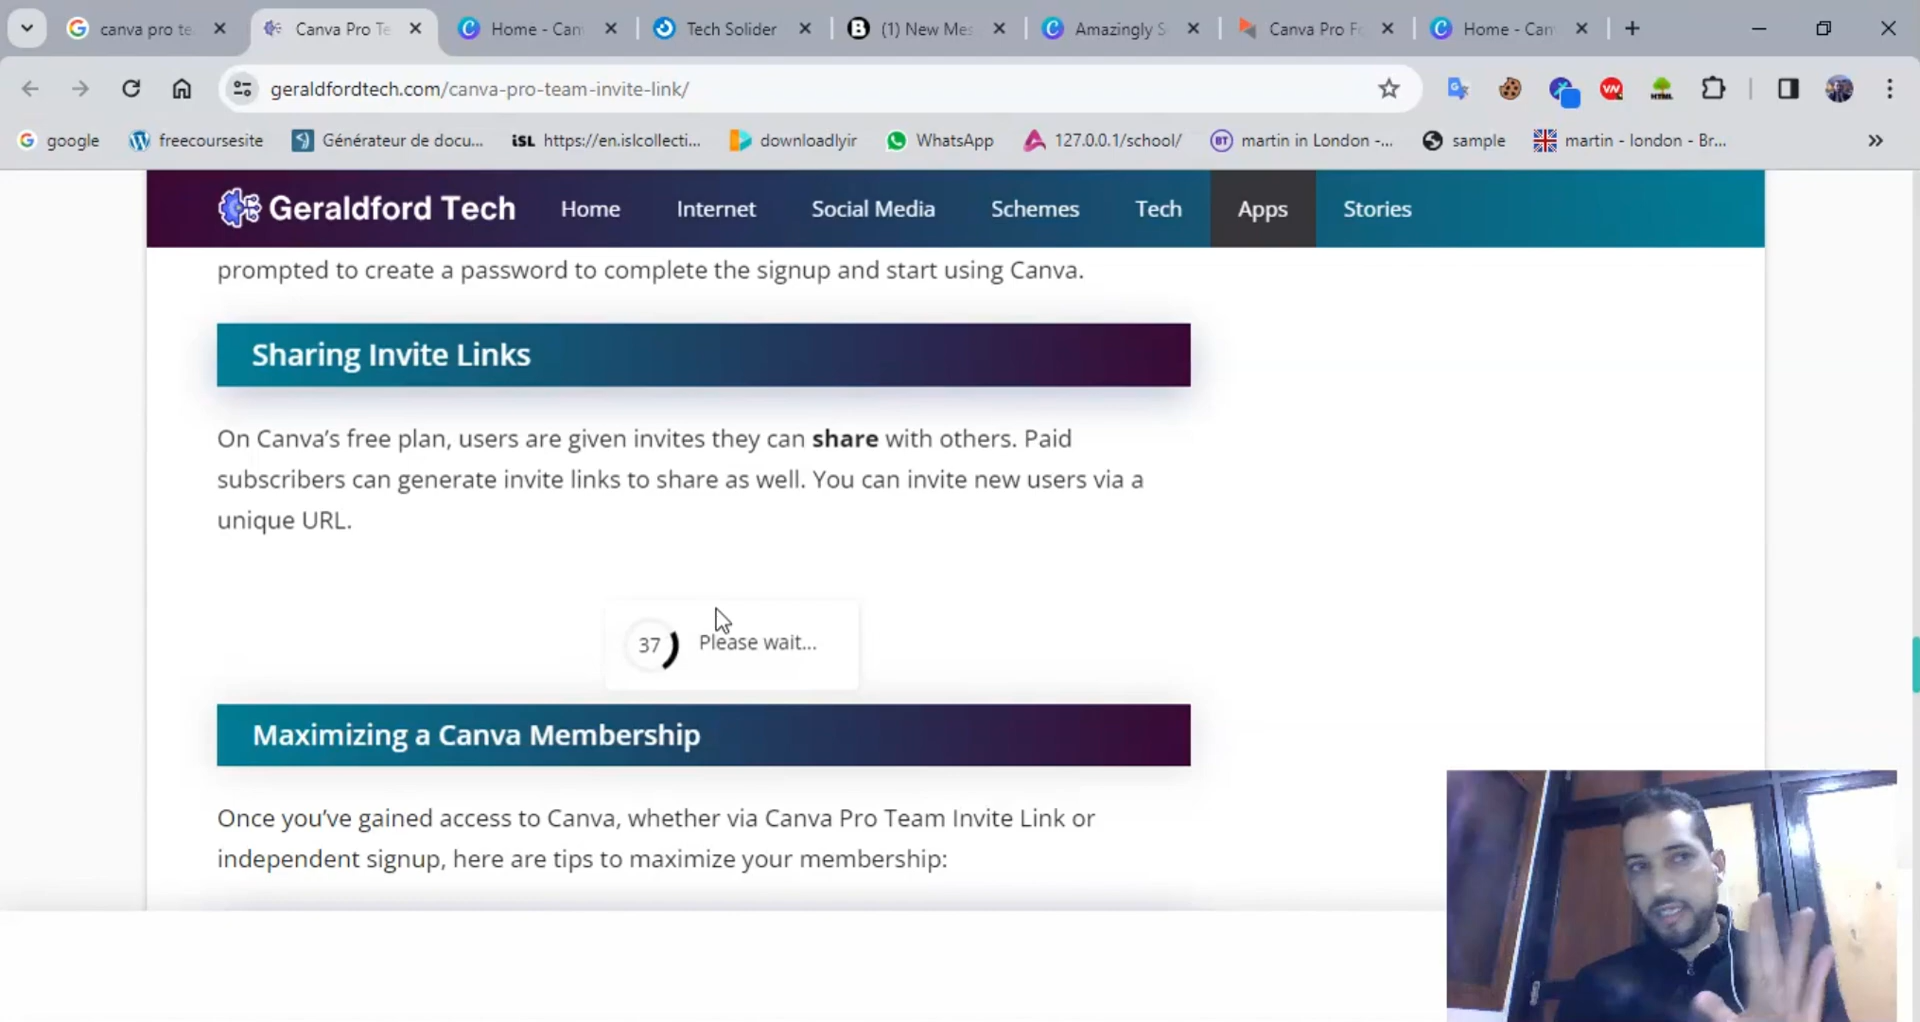 canva pro te
Canva Pro Te
Home - Can
Tech Solider
(1) New Mes
Amazingly S
Canva Pro F
Home - Can
geraldfordtech.com/canva-pro-team-invite-link/
google
freecoursesite
Générateur de docu...
iSL https://en.islcollecti...
downloadlyir
WhatsApp
127.0.0.1/school/
BT martin in London -...
sample
martin - london - Br...
Geraldford Tech
Home
Internet
Social Media
Schemes
Tech
Apps
Stories
prompted to create a password to complete the signup and start using Canva.
Sharing Invite Links
On Canva's free plan, users are given invites they can share with others. Paid
subscribers can generate invite links to share as well. You can invite new users via a
unique URL.
37 Please wait...
Maximizing a Canva Membership
Once you've gained access to Canva, whether via Canva Pro Team Invite Link or
independent signup, here are tips to maximize your membership: